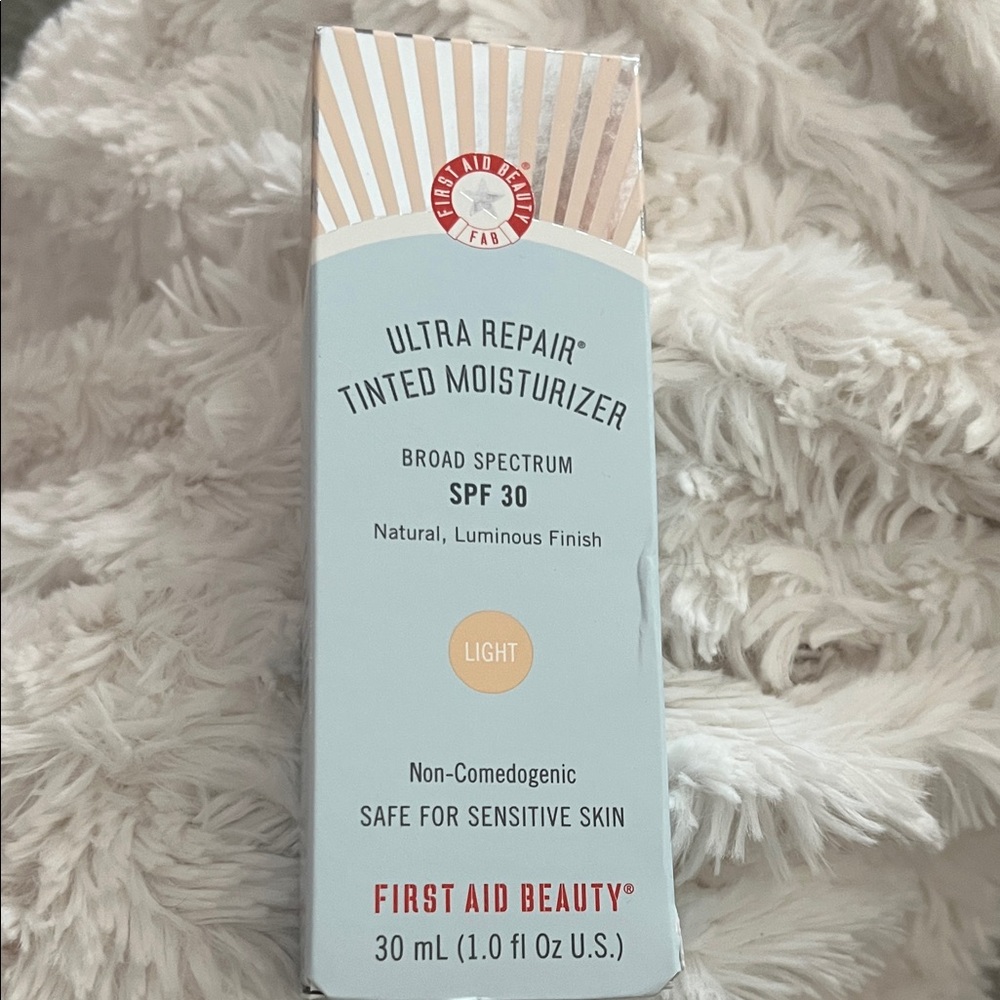 FIRST AID BEAUTY®
FAB
ULTRA REPAIR®
TINTED MOISTURIZER
BROAD SPECTRUM
SPF 30
Natural, Luminous Finish
LIGHT
Non-Comedogenic
SAFE FOR SENSITIVE SKIN
FIRST AID BEAUTY®
30 mL (1.0 fl Oz U.S.)